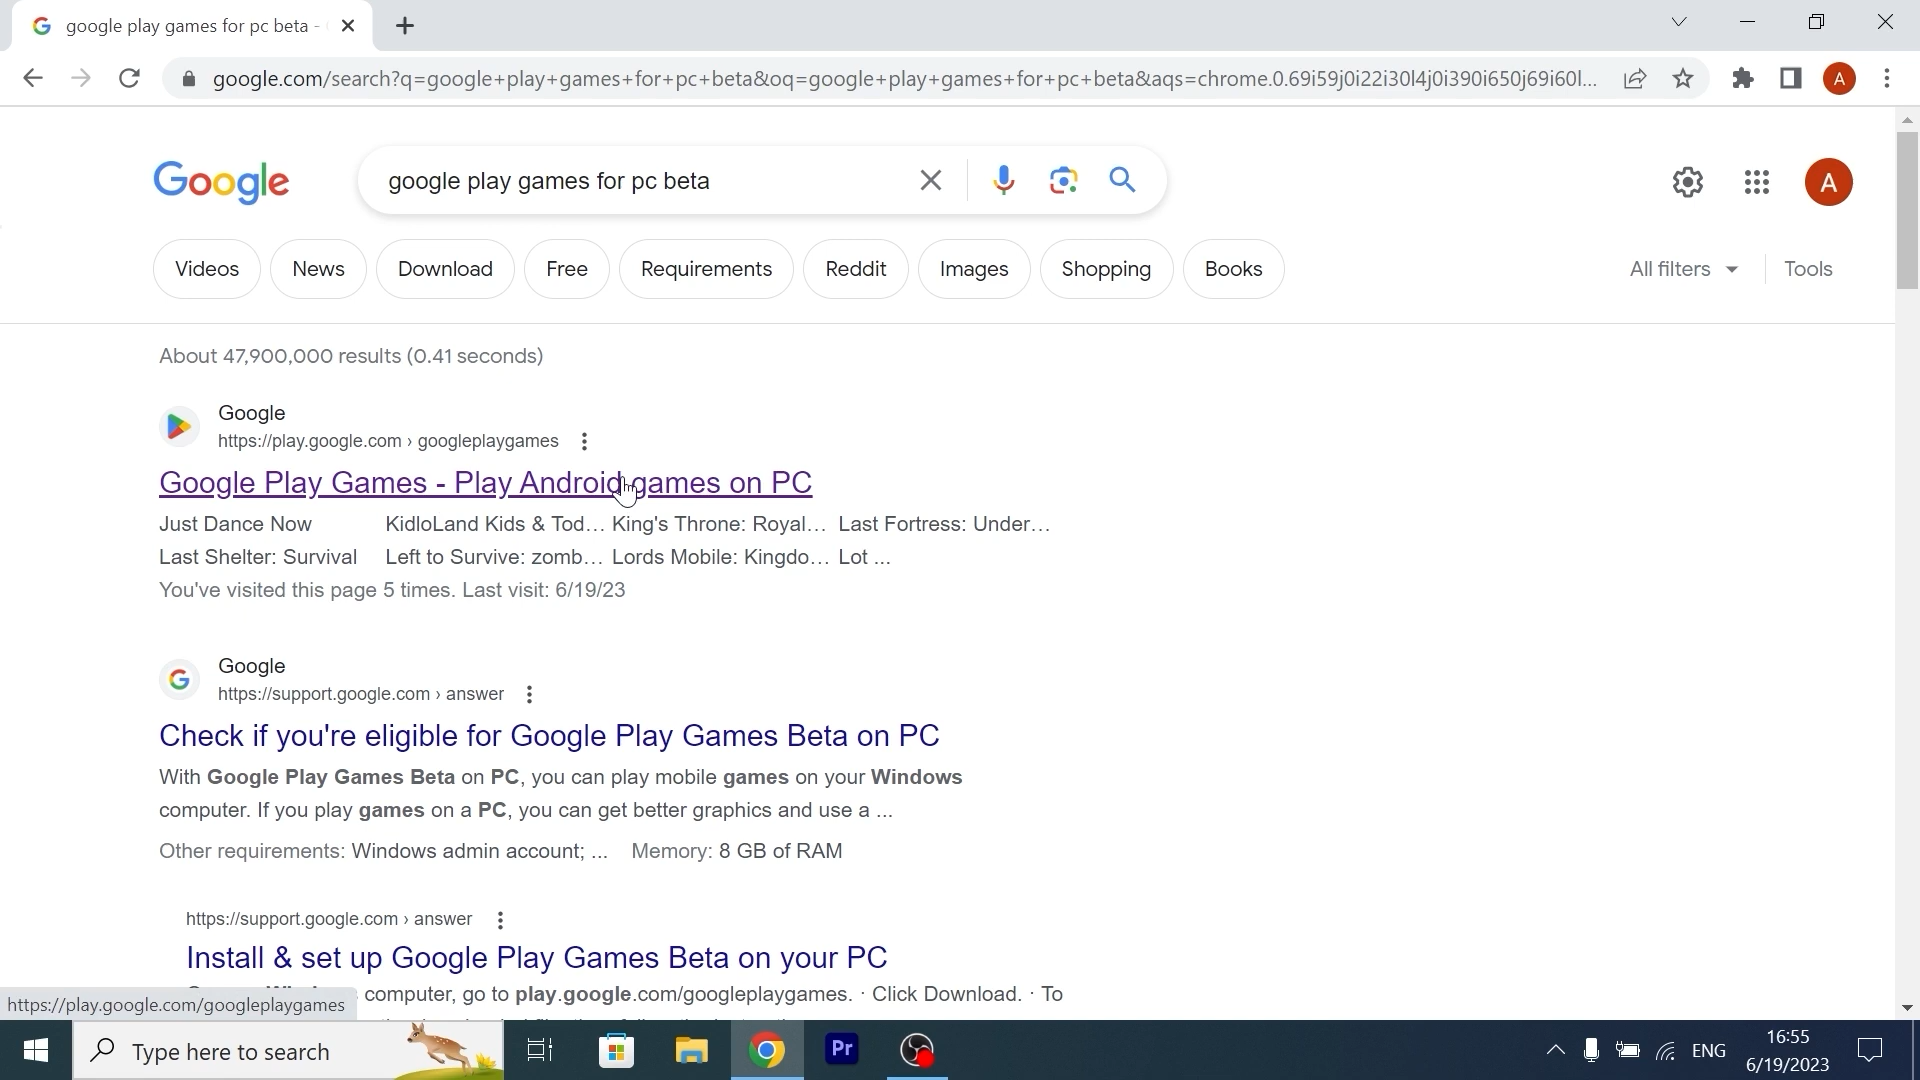 google play games for pc beta -
google.com/search?q=google+play+games+for+pc+beta&oq=google+play+games+for+pc+beta&aqs=chrome.0.69i59j0i22i30l4j0i390i650j69i60l...
A
Google
google play games for pc beta
A
Videos
News
Download
Free
Requirements
Reddit
Images
Shopping
Books
All filters
Tools
About 47,900,000 results (0.41 seconds)
Google
https://play.google.com › googleplaygames
Google Play Games - Play Android games on PC
Just Dance Now KidloLand Kids & Tod... King's Throne: Royal... Last Fortress: Under...
Last Shelter: Survival Left to Survive: zomb... Lords Mobile: Kingdo... Lot ...
You've visited this page 5 times. Last visit: 6/19/23
Google
https://support.google.com › answer
Check if you're eligible for Google Play Games Beta on PC
With Google Play Games Beta on PC, you can play mobile games on your Windows
computer. If you play games on a PC, you can get better graphics and use a ...
Other requirements: Windows admin account; ... Memory: 8 GB of RAM
https://support.google.com › answer
Install & set up Google Play Games Beta on your PC
computer, go to play.google.com/googleplaygames. · Click Download. · To
https://play.google.com/googleplaygames
Type here to search
Pr
ENG
16:55
6/19/2023